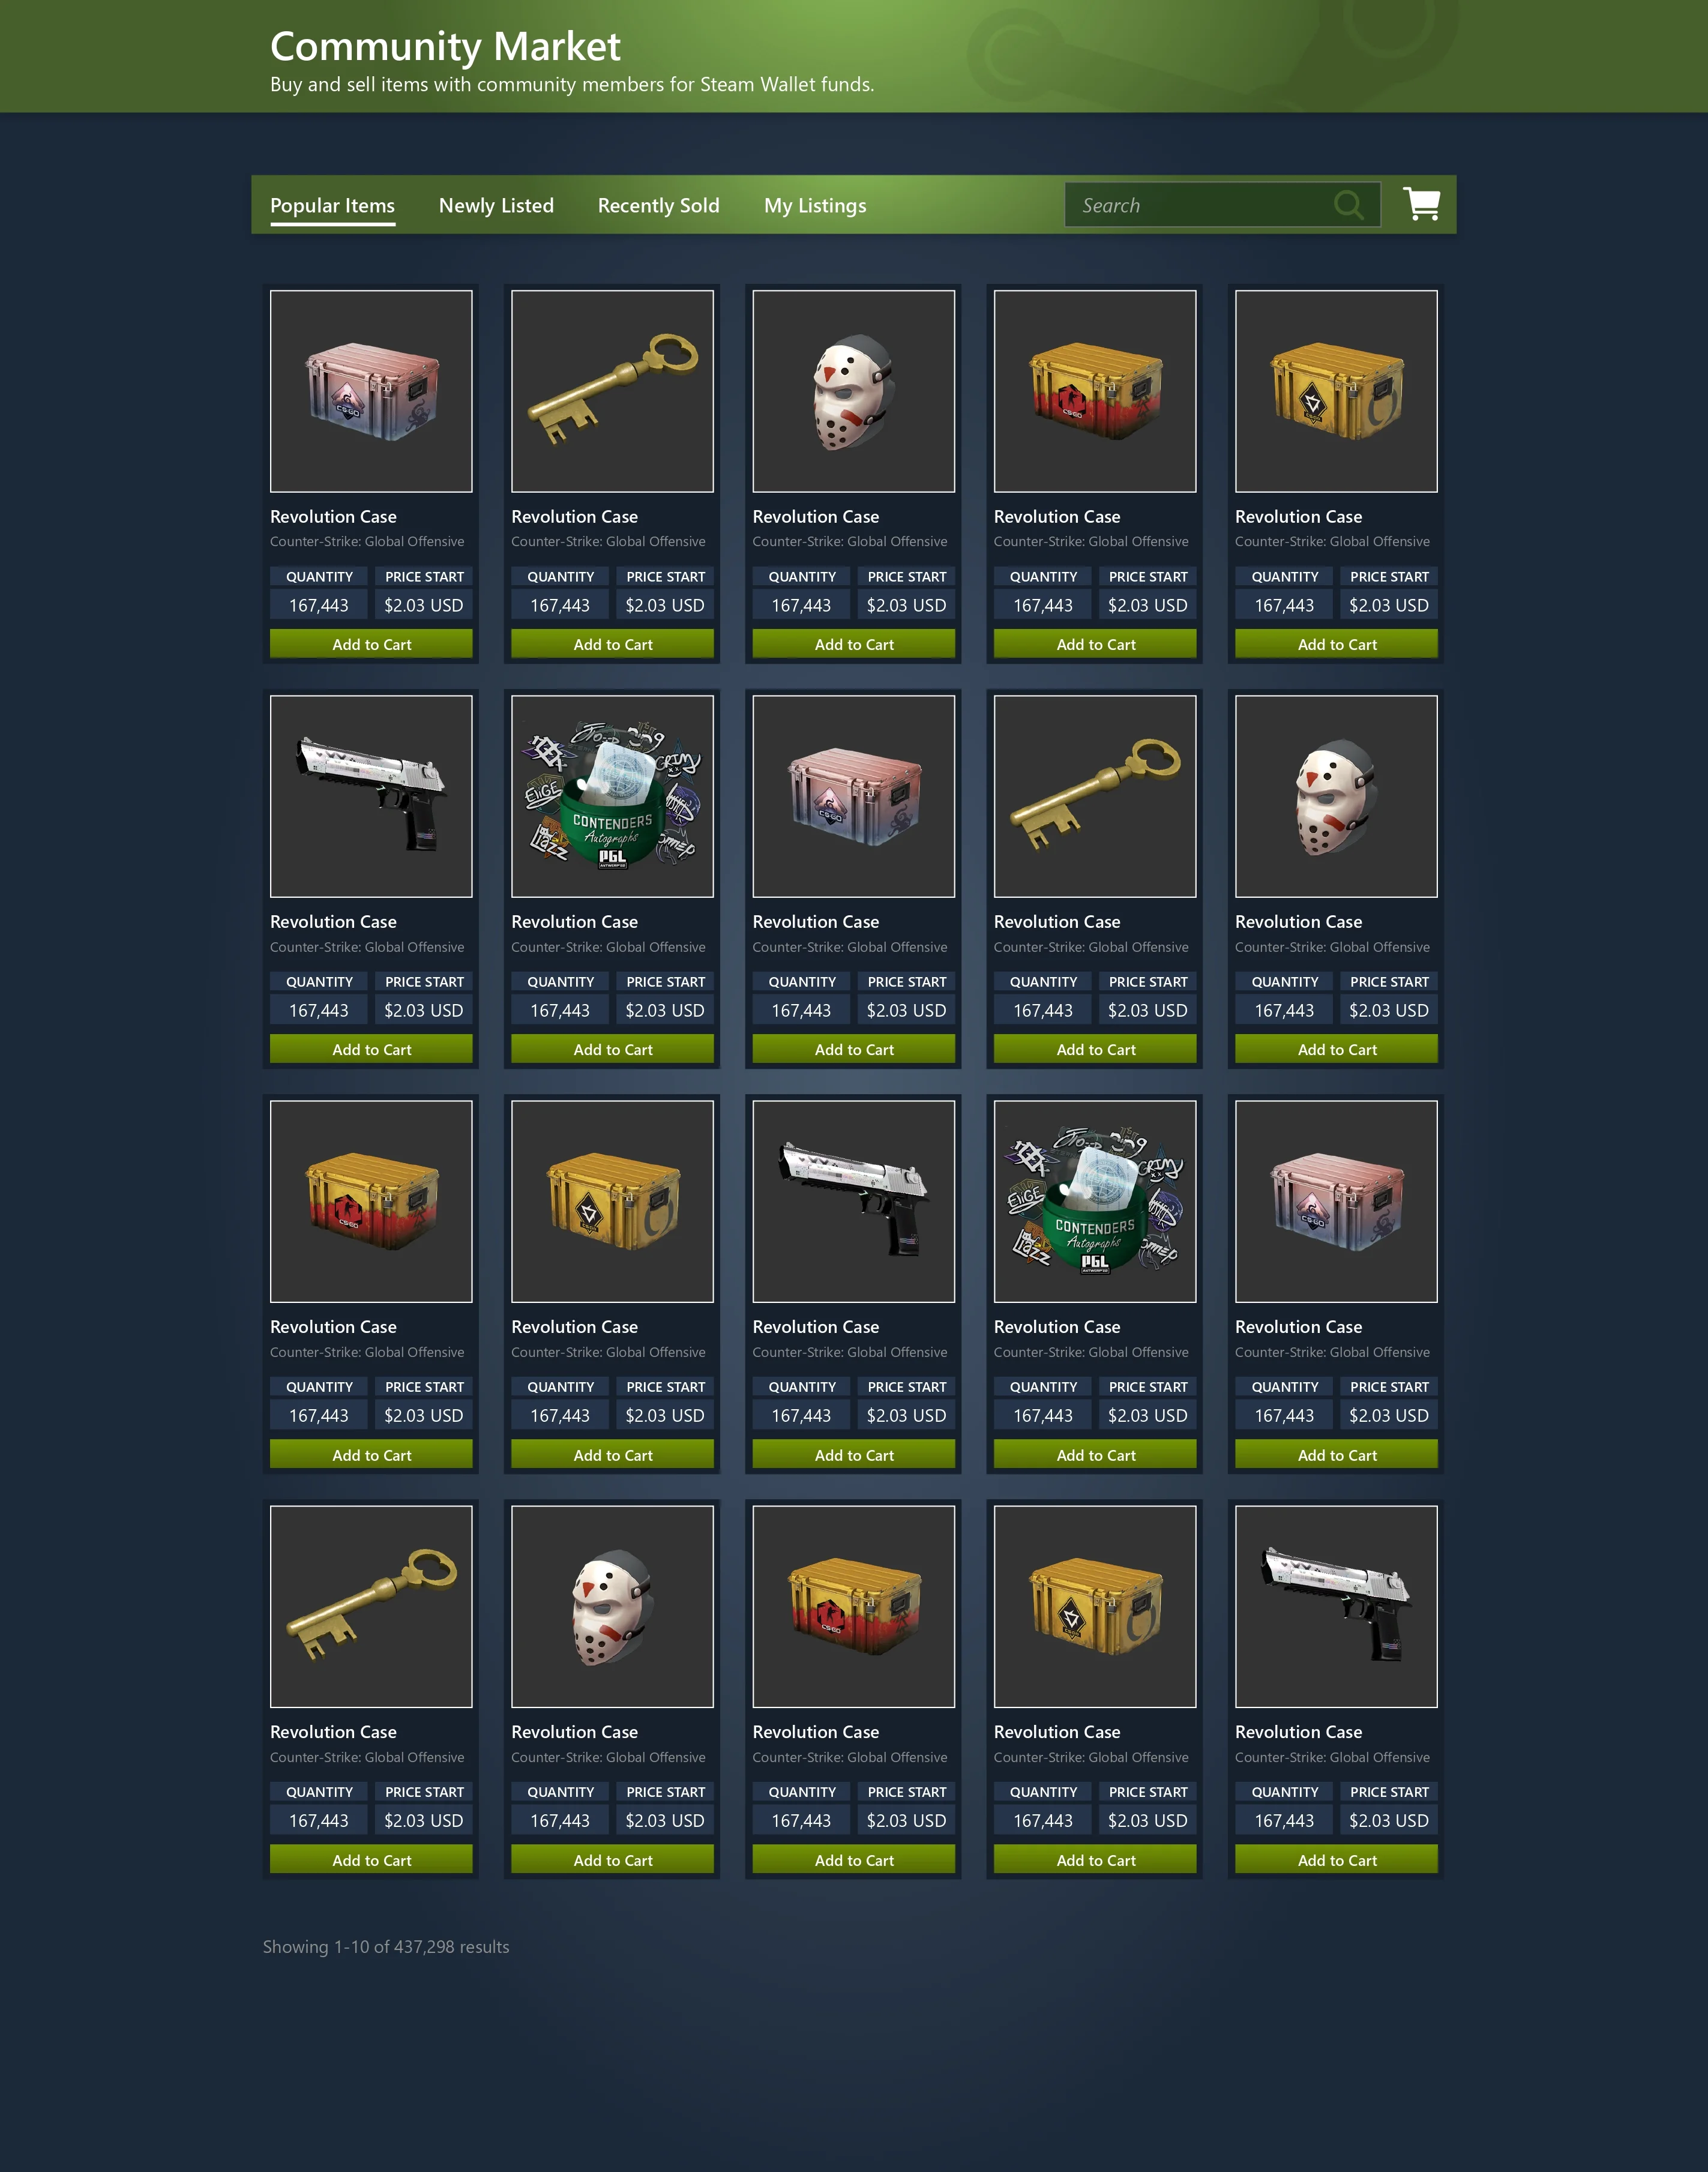 Community Market
Buy and sell items with community members for Steam Wallet funds.
Popular Items Newly Listed Recently Sold My Listings Search
CS:GO CS:GO
Revolution Case Revolution Case Revolution Case Revolution Case Revolution Case
Counter-Strike: Global Offensive Counter-Strike: Global Offensive Counter-Strike: Global Offensive Counter-Strike: Global Offensive Counter-Strike: Global Offensive
QUANTITY PRICE START QUANTITY PRICE START QUANTITY PRICE START QUANTITY PRICE START QUANTITY PRICE START
167,443 $2.03 USD 167,443 $2.03 USD 167,443 $2.03 USD 167,443 $2.03 USD 167,443 $2.03 USD
Add to Cart Add to Cart Add to Cart Add to Cart Add to Cart
EliGE
CONTENDERS CS:GO
Autographs
PGL
Revolution Case Revolution Case Revolution Case Revolution Case Revolution Case
Counter-Strike: Global Offensive Counter-Strike: Global Offensive Counter-Strike: Global Offensive Counter-Strike: Global Offensive Counter-Strike: Global Offensive
QUANTITY PRICE START QUANTITY PRICE START QUANTITY PRICE START QUANTITY PRICE START QUANTITY PRICE START
167,443 $2.03 USD 167,443 $2.03 USD 167,443 $2.03 USD 167,443 $2.03 USD 167,443 $2.03 USD
Add to Cart Add to Cart Add to Cart Add to Cart Add to Cart
EliGE
CS:GO CONTENDERS CS:GO
Autographs
PGL
Revolution Case Revolution Case Revolution Case Revolution Case Revolution Case
Counter-Strike: Global Offensive Counter-Strike: Global Offensive Counter-Strike: Global Offensive Counter-Strike: Global Offensive Counter-Strike: Global Offensive
QUANTITY PRICE START QUANTITY PRICE START QUANTITY PRICE START QUANTITY PRICE START QUANTITY PRICE START
167,443 $2.03 USD 167,443 $2.03 USD 167,443 $2.03 USD 167,443 $2.03 USD 167,443 $2.03 USD
Add to Cart Add to Cart Add to Cart Add to Cart Add to Cart
CS:GO
Revolution Case Revolution Case Revolution Case Revolution Case Revolution Case
Counter-Strike: Global Offensive Counter-Strike: Global Offensive Counter-Strike: Global Offensive Counter-Strike: Global Offensive Counter-Strike: Global Offensive
QUANTITY PRICE START QUANTITY PRICE START QUANTITY PRICE START QUANTITY PRICE START QUANTITY PRICE START
167,443 $2.03 USD 167,443 $2.03 USD 167,443 $2.03 USD 167,443 $2.03 USD 167,443 $2.03 USD
Add to Cart Add to Cart Add to Cart Add to Cart Add to Cart
Showing 1-10 of 437,298 results